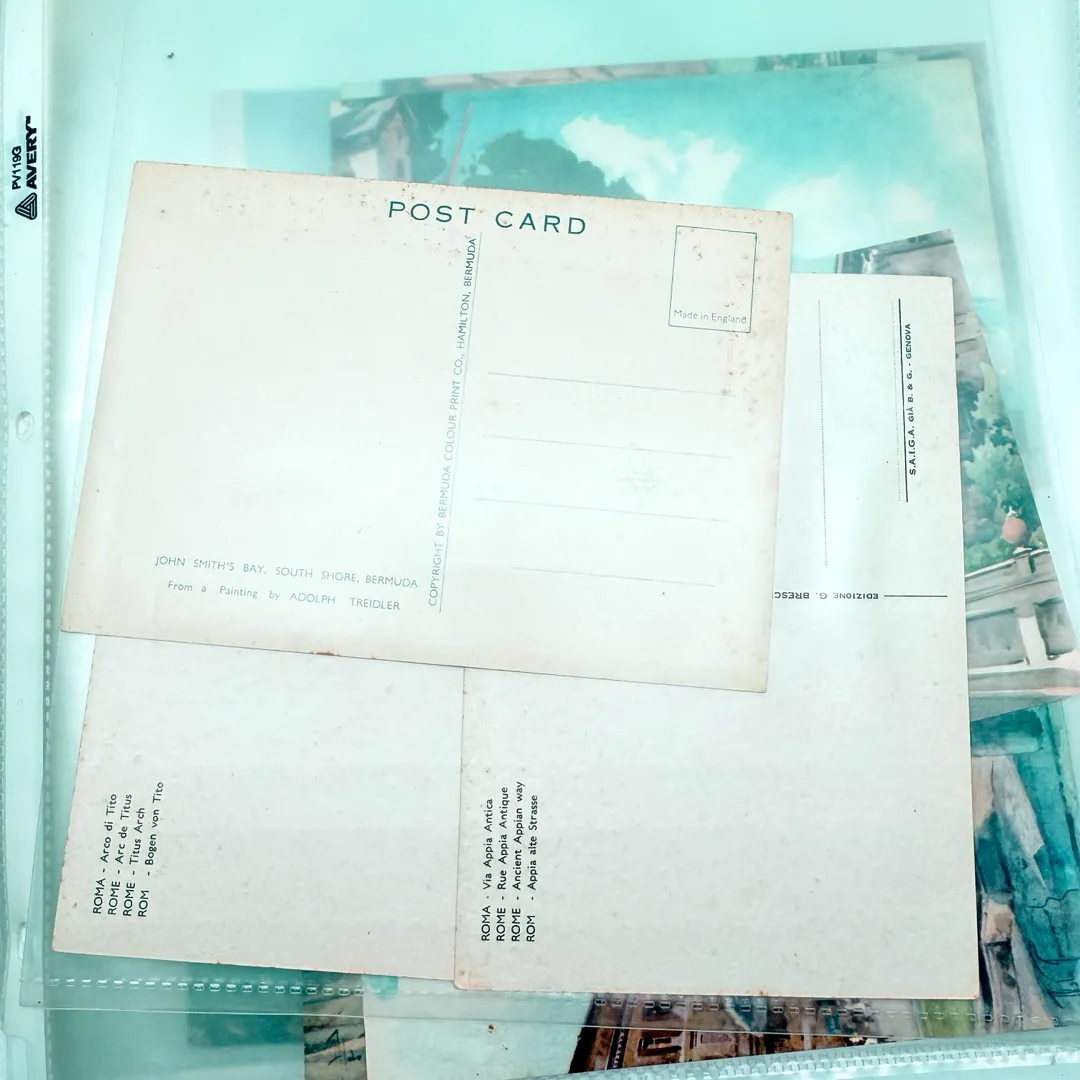 PV119G
AVERY™
POST CARD
Made in England
COPYRIGHT BY BERMUDA COLOUR PRINT CO., HAMILTON, BERMUDA
JOHN SMITH'S BAY, SOUTH SHORE, BERMUDA
From a Painting by ADOLPH TREIDLER
S.A.I.G.A. GIÀ B. & G. - GENOVA
EDIZIONE G.
ROMA - Arco di Tito
ROME - Arc de Titus
ROME - Titus Arch
ROM - Bogen von Tito
ROMA - Via Appia Antica
ROME - Rue Appia Antique
ROME - Ancient Appian way
ROM - Appia alte Strasse